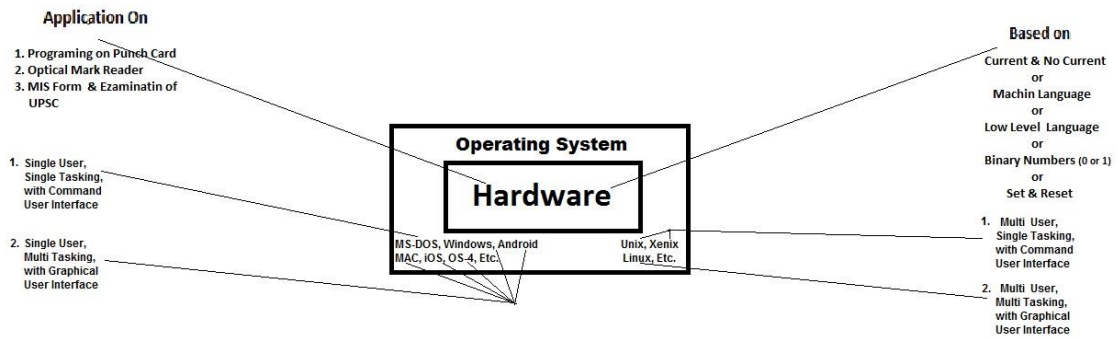 Application On
1. Programing on Punch Card
2. Optical Mark Reader
3. MIS Form & Ezaminatin of
UPSC
1. Single User,
Single Tasking,
with Command
User Interface
2. Single User,
Multi Tasking,
with Graphical
User Interface
Operating System
Hardware
MS-DOS, Windows, Android
MAC, iOS, OS-4, Etc.
Unix, Xenix
Linux, Etc.
Based on
Current & No Current
or
Machin Language
or
Low Level Language
or
Binary Numbers (0 or 1)
or
Set & Reset
1. Multi User,
Single Tasking,
with Command
User Interface
2. Multi User,
Multi Tasking,
with Graphical
User Interface